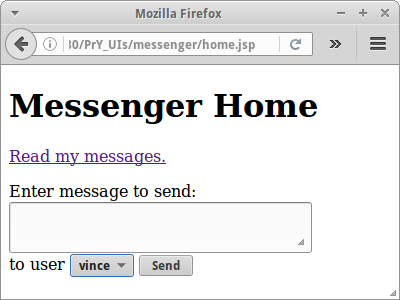 Mozilla Firefox
30/PrY_UIs/messenger/home.jsp
Messenger Home
Read my messages.
Enter message to send:
to user vince Send